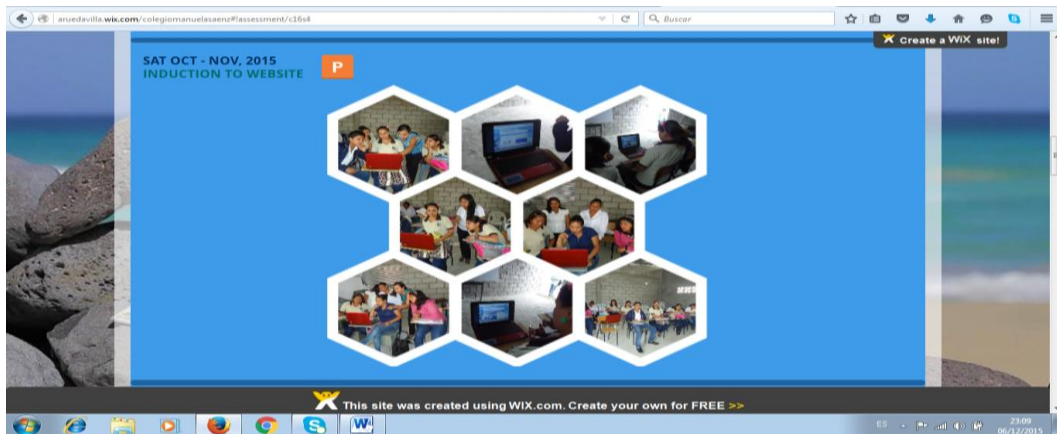 aruedavilla.wix.com/colegiomanuelasaenz#!assessment/c16s4
Buscar
Create a WiX site!
SAT OCT - NOV, 2015
INDUCTION TO WEBSITE
P
This site was created using WIX.com. Create your own for FREE >>
W
ES
23:09
06/12/2015